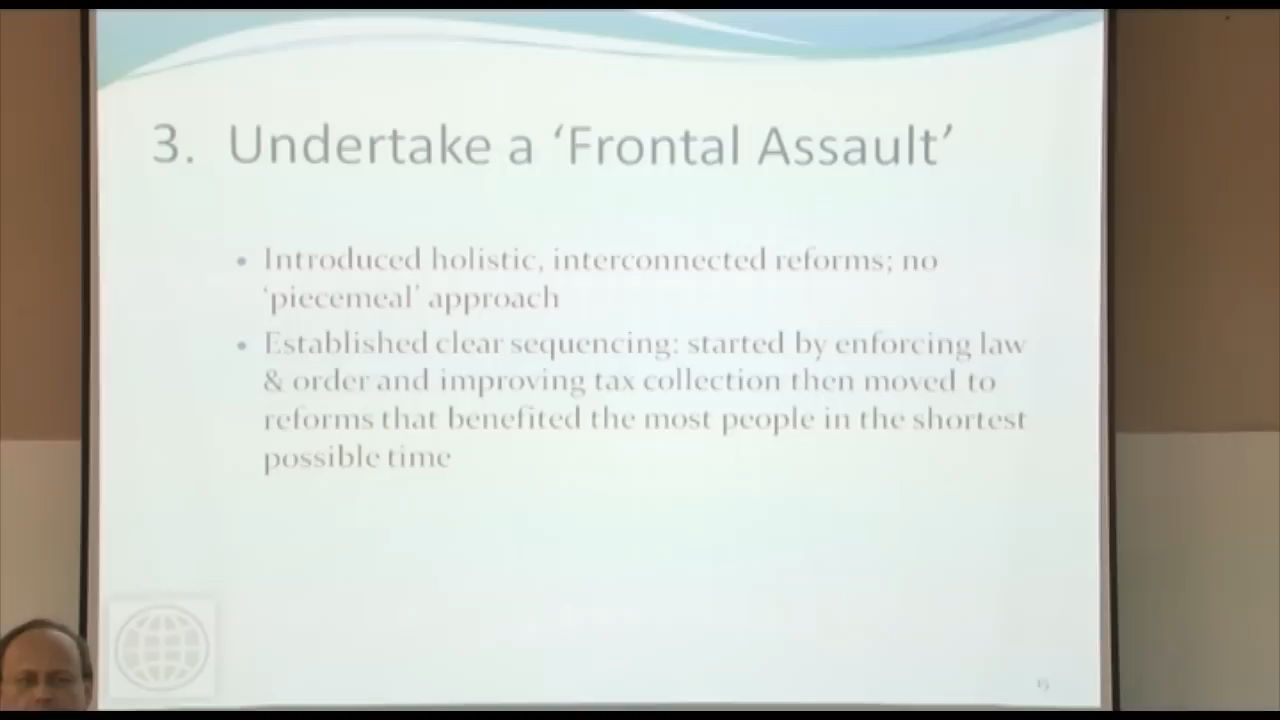 3. Undertake a ‘Frontal Assault’
• Introduced holistic, interconnected reforms; no
‘piecemeal’ approach
• Established clear sequencing: started by enforcing law
& order and improving tax collection then moved to
reforms that benefited the most people in the shortest
possible time